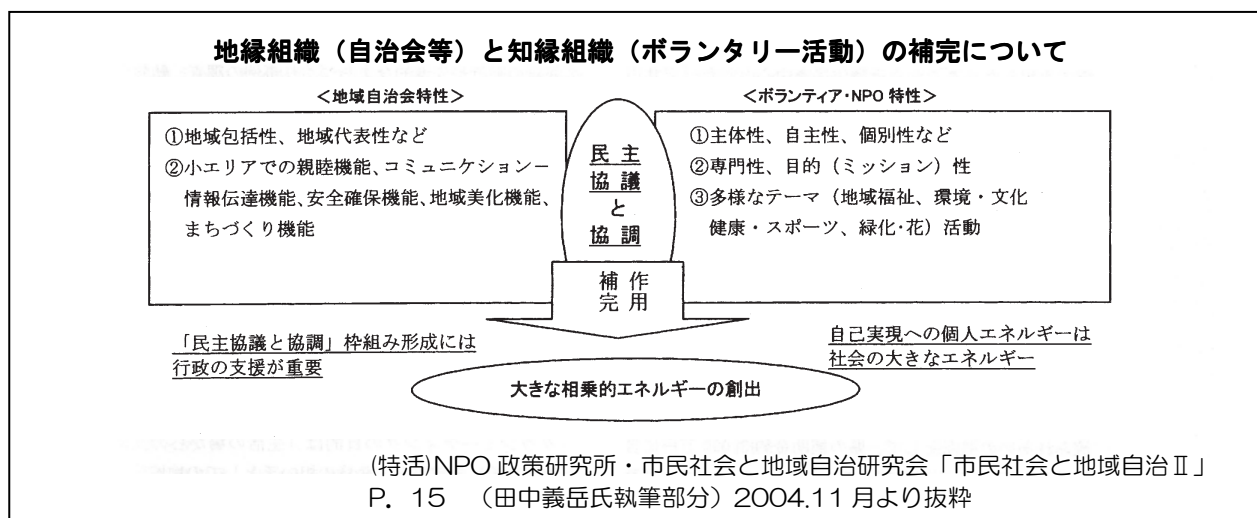 地縁組織（自治会等）と知縁組織（ボランタリー活動）の補完について
＜地域自治会特性＞
①地域包括性、地域代表性など
②小エリアでの親睦機能、コミュニケション－
情報伝達機能、安全確保機能、地域美化機能、
まちづくり機能
民 主
協 議
と
協 調
＜ボランティア・NPO 特性＞
①主体性、自主性、個別性など
②専門性、目的（ミッション）性
③多様なテーマ（地域福祉、環境・文化
健康・スポーツ、緑化・花）活動
補 作
完 用
「民主協議と協調」枠組み形成には
行政の支援が重要
自己実現への個人エネルギーは
社会の大きなエネルギー
大きな相乗的エネルギーの創出
(特活)NPO 政策研究所・市民社会と地域自治研究会「市民社会と地域自治Ⅱ」
P．15 （田中義岳氏執筆部分）2004.11 月より抜粋